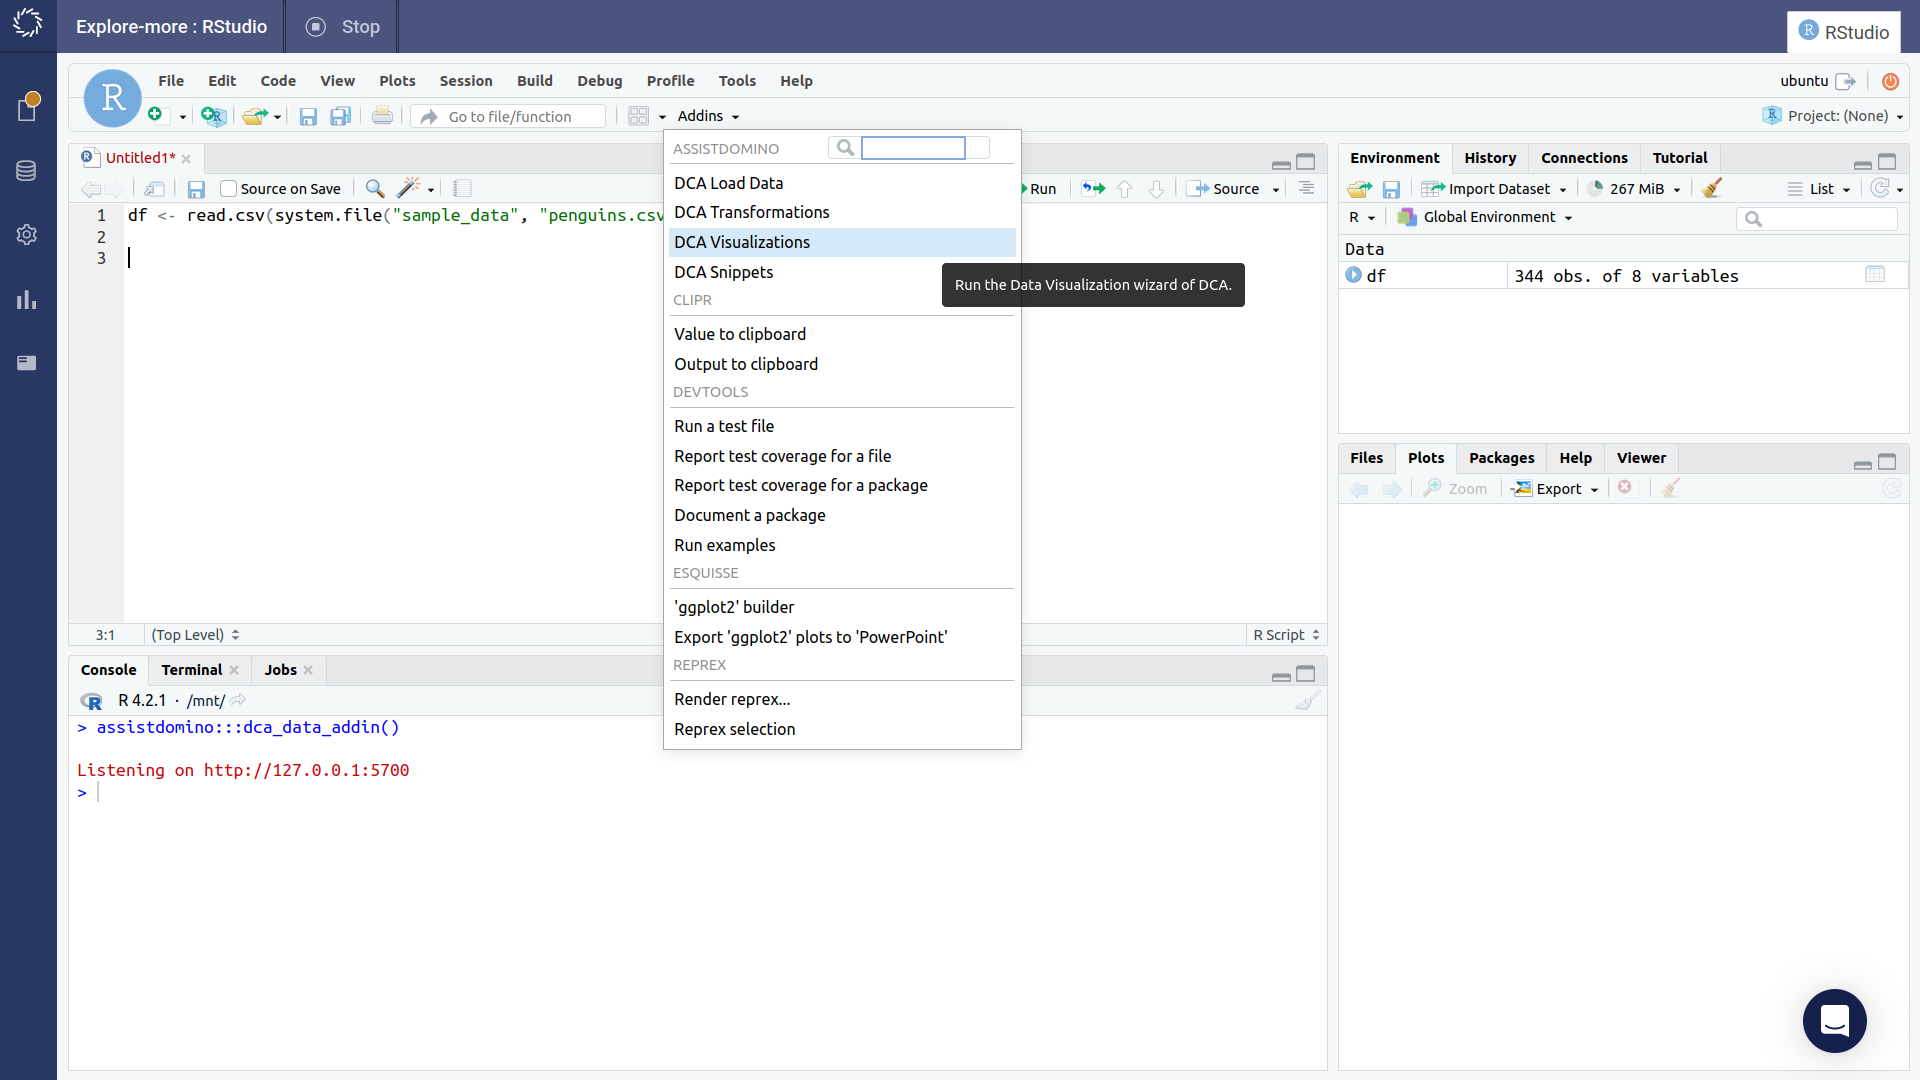 Explore-more : RStudio
Stop
RStudio
File Edit Code View Plots Session Build Debug Profile Tools Help
ubuntu
Go to file/function
Addins
Project: (None)
Untitled1*
Source on Save
Run
Source
1 df <- read.csv(system.file("sample_data", "penguins.csv
2
3
3:1
(Top Level)
R Script
ASSISTDOMINO
DCA Load Data
DCA Transformations
DCA Visualizations
DCA Snippets
Run the Data Visualization wizard of DCA.
CLIPR
Value to clipboard
Output to clipboard
DEVTOOLS
Run a test file
Report test coverage for a file
Report test coverage for a package
Document a package
Run examples
ESQUISSE
'ggplot2' builder
Export 'ggplot2' plots to 'PowerPoint'
REPREX
Render reprex...
Reprex selection
Console Terminal Jobs
R 4.2.1 · /mnt/
> assistdomino:::dca_data_addin()
Listening on http://127.0.0.1:5700
>
Environment History Connections Tutorial
Import Dataset
267 MiB
List
R
Global Environment
Data
df 344 obs. of 8 variables
Files Plots Packages Help Viewer
Zoom
Export